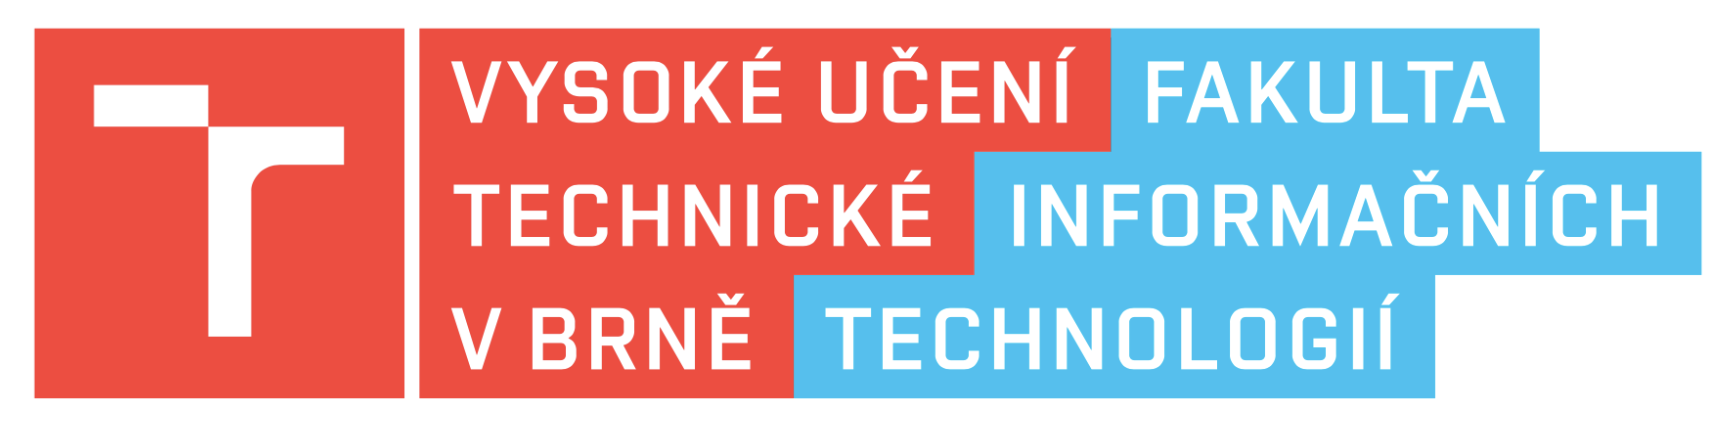 VYSOKÉ UČENÍ FAKULTA
TECHNICKÉ INFORMAČNÍCH
V BRNĚ TECHNOLOGIÍ